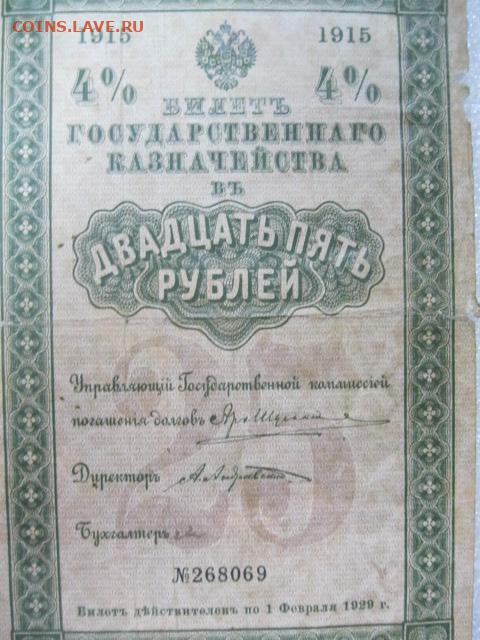 COINS.LAVE.RU
1915 1915
4% 4%
БИЛЕТЪ
ГОСУДАРСТВЕННАГО
КАЗНАЧЕЙСТВА
ВЪ
ДВАДЦАТЬ ПЯТЬ
РУБЛЕЙ
25
Управляющій Государственной коммиссіей
погашенія долговъ
Директоръ
Бухгалтеръ
№268069
Билетъ дѣйствителенъ по 1 Февраля 1929 г.